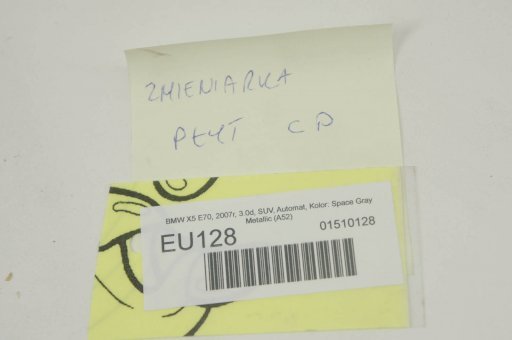 ZMIENIARKA
PŁYT CD
BMW X5 E70, 2007r, 3.0d, SUV, Automat, Kolor: Space Gray
Metallic (A52)
EU128 01510128